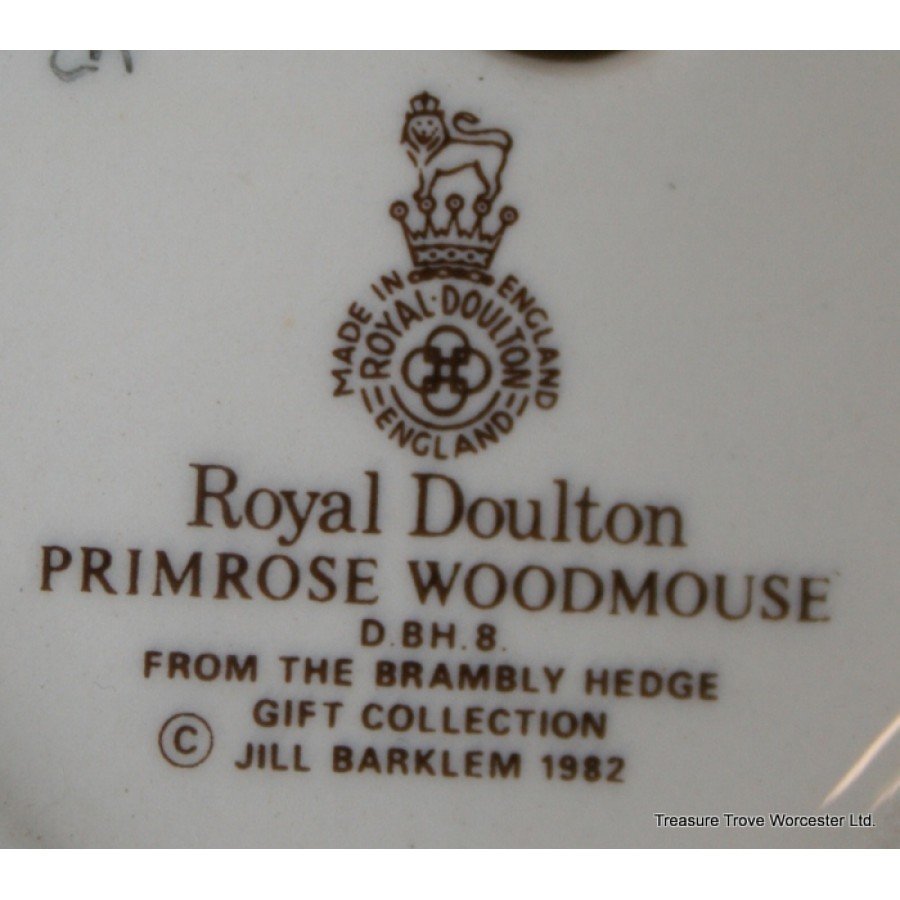 MADE IN ENGLAND
ROYAL·DOULTON
ENGLAND
Royal Doulton
PRIMROSE WOODMOUSE
D.BH.8.
FROM THE BRAMBLY HEDGE
GIFT COLLECTION
© JILL BARKLEM 1982
Treasure Trove Worcester Ltd.